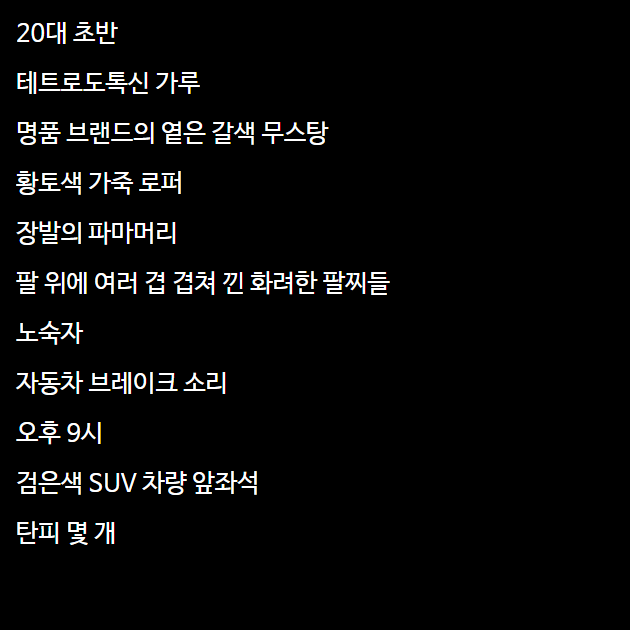 20대 초반
테트로도톡신 가루
명품 브랜드의 옅은 갈색 무스탕
황토색 가죽 로퍼
장발의 파마머리
팔 위에 여러 겹 겹쳐 낀 화려한 팔찌들
노숙자
자동차 브레이크 소리
오후 9시
검은색 SUV 차량 앞좌석
탄피 몇 개